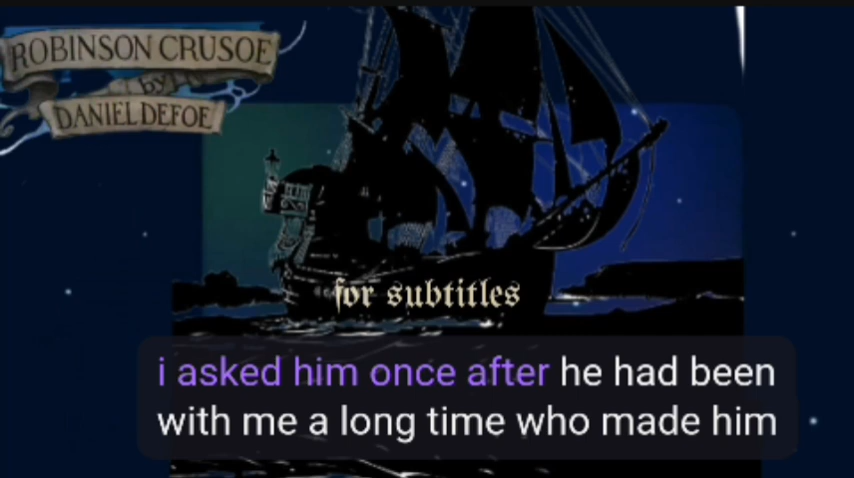 ROBINSON CRUSOE
by
DANIEL DEFOE
for subtitles
i asked him once after he had been
with me a long time who made him